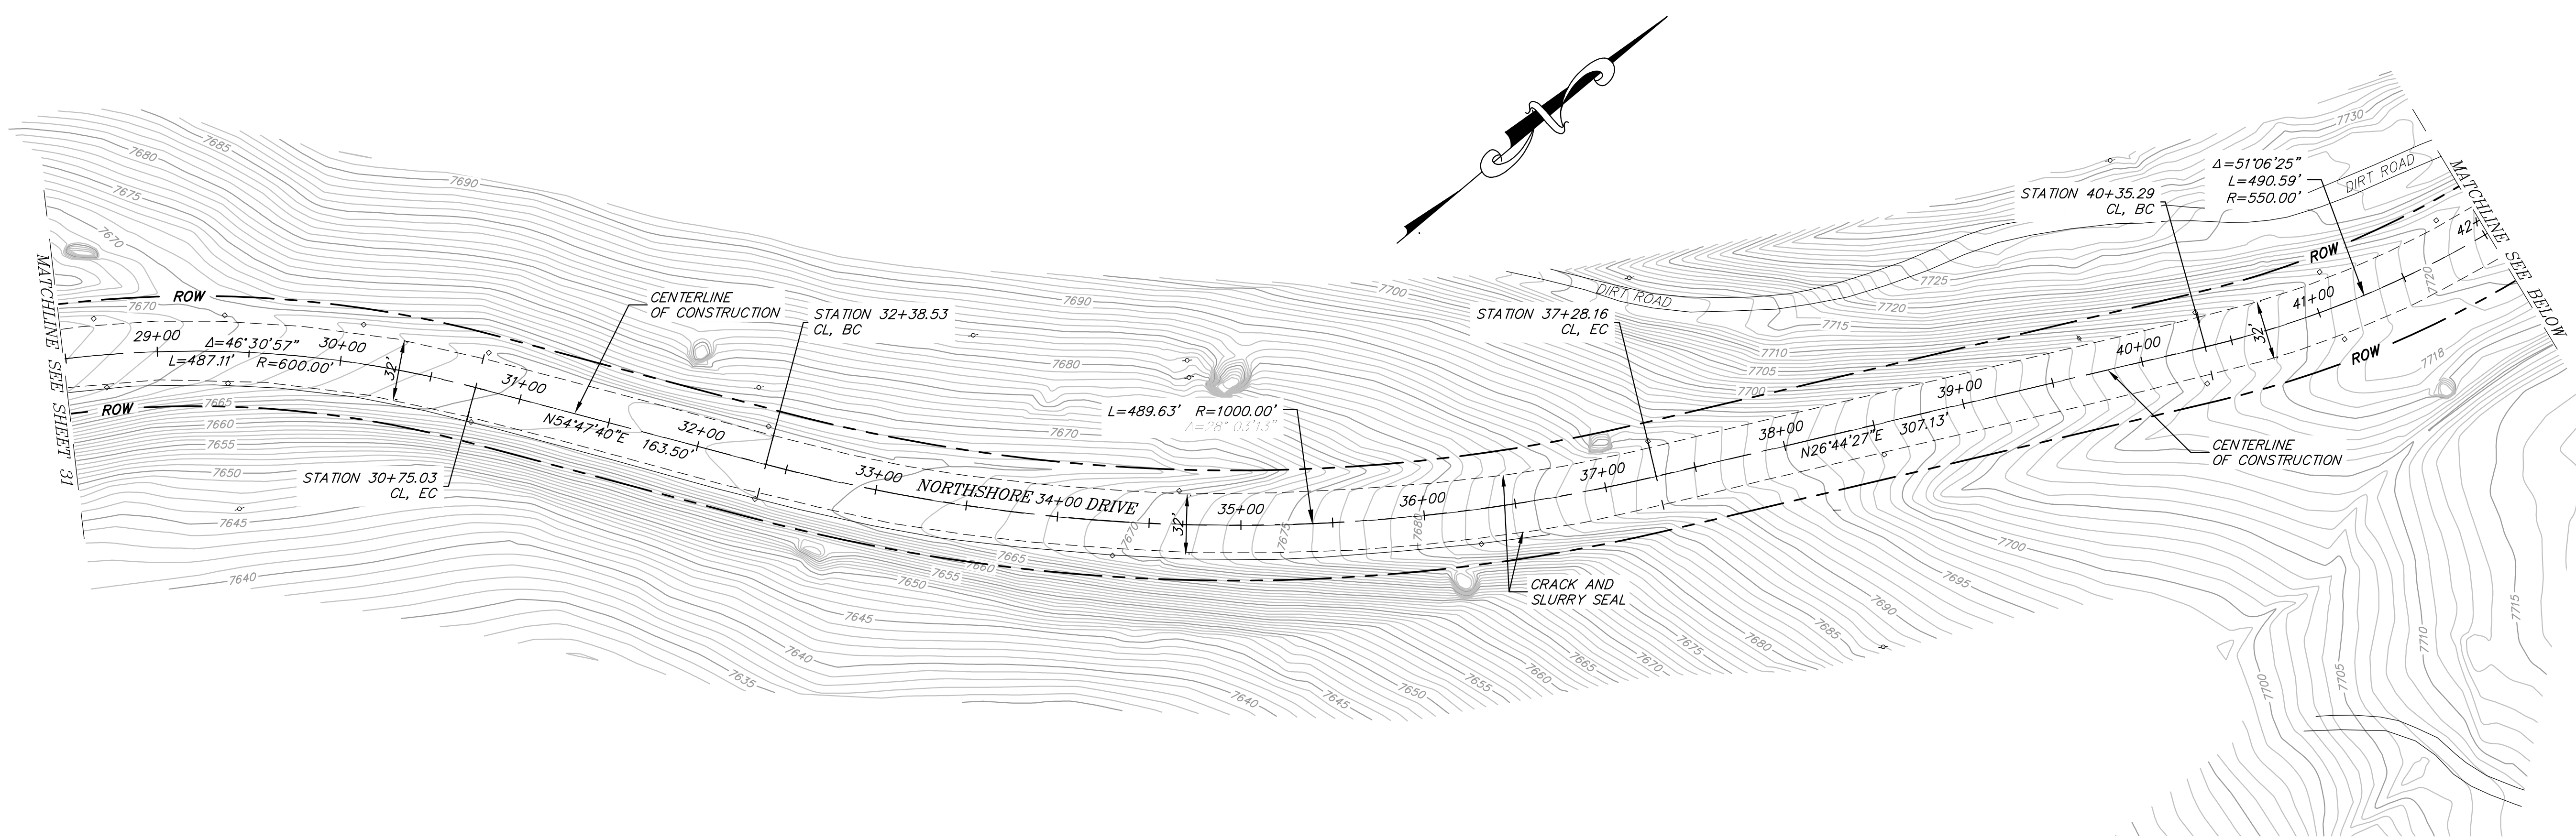 7730
7685
7680
7675
7690
7670
MATCHLINE SEE SHEET 31
ROW
7670
29+00
Δ=46°30'57"
30+00
L=487.11'
R=600.00'
32'
ROW
7665
7660
7655
7650
7645
7640
STATION 30+75.03
CL, EC
31+00
CENTERLINE
OF CONSTRUCTION
N54°47'40"E
163.50'
32+00
STATION 32+38.53
CL, BC
33+00
NORTHSHORE 34+00 DRIVE
7690
7680
7670
L=489.63'
R=1000.00'
Δ=28°03'13"
7670
32'
35+00
7675
36+00
7680
37+00
7665
7660
7655
7650
7645
7640
7635
7640
7645
7650
7655
7660
7665
7670
7675
7680
7685
7690
7695
7700
CRACK AND
SLURRY SEAL
7700
DIRT ROAD
STATION 37+28.16
CL, EC
7725
7720
7715
7710
7705
7700
38+00
N26°44'27"E
307.13'
39+00
40+00
STATION 40+35.29
CL, BC
Δ=51°06'25"
L=490.59'
R=550.00'
DIRT ROAD
MATCHLINE SEE BELOW
ROW
41+00
42+
32'
7720
ROW
7718
CENTERLINE
OF CONSTRUCTION
7700
7705
7710
7715